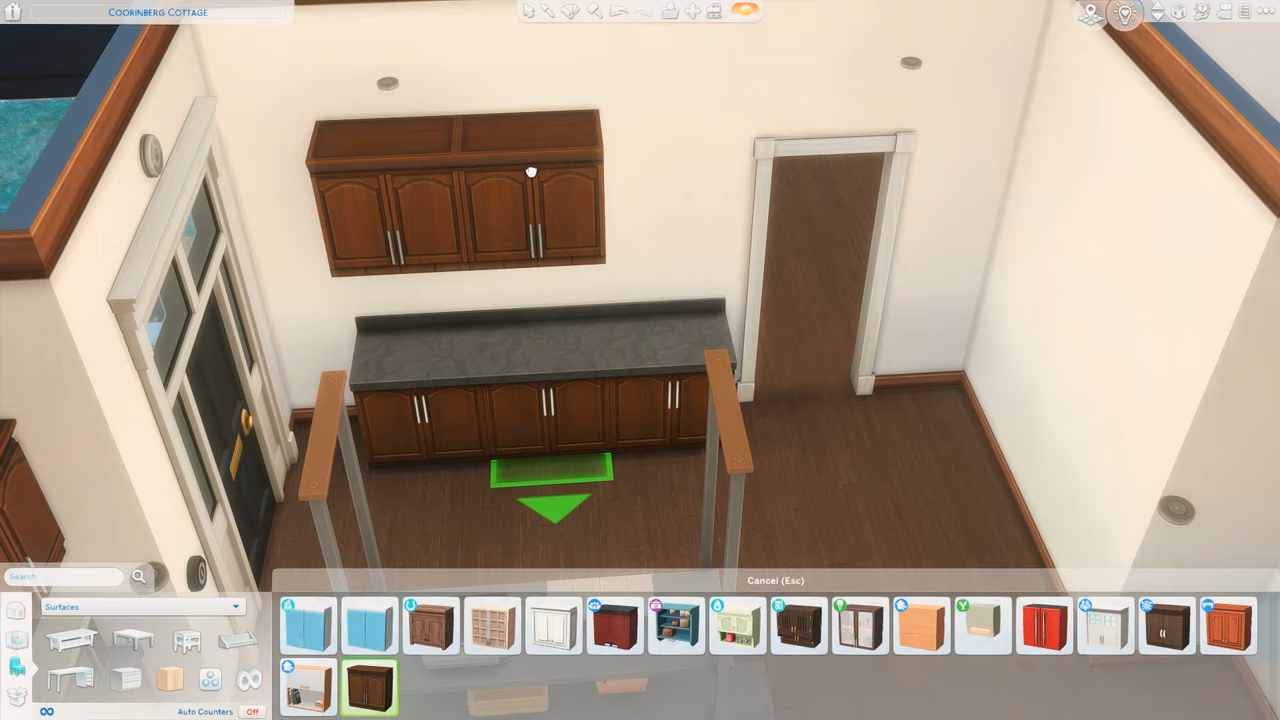 Coorinberg Cottage
Cancel (Esc)
Search
Surfaces
Auto Counters
Off